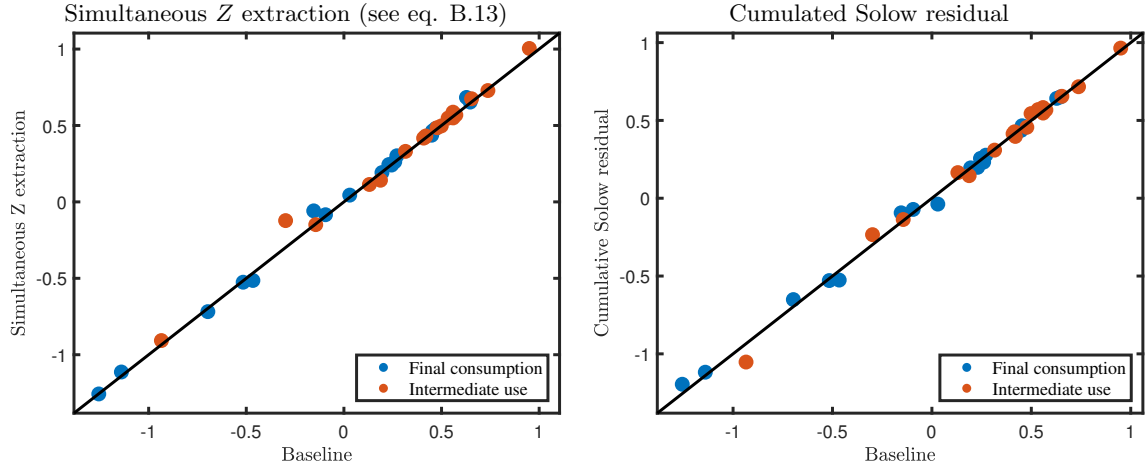 Simultaneous Z extraction (see eq. B.13)
Simultaneous Z extraction
1
0.5
0
-0.5
-1
-1
-0.5
0
0.5
1
Baseline
Final consumption
Intermediate use
Cumulated Solow residual
Cumulative Solow residual
1
0.5
0
-0.5
-1
-1
-0.5
0
0.5
1
Baseline
Final consumption
Intermediate use